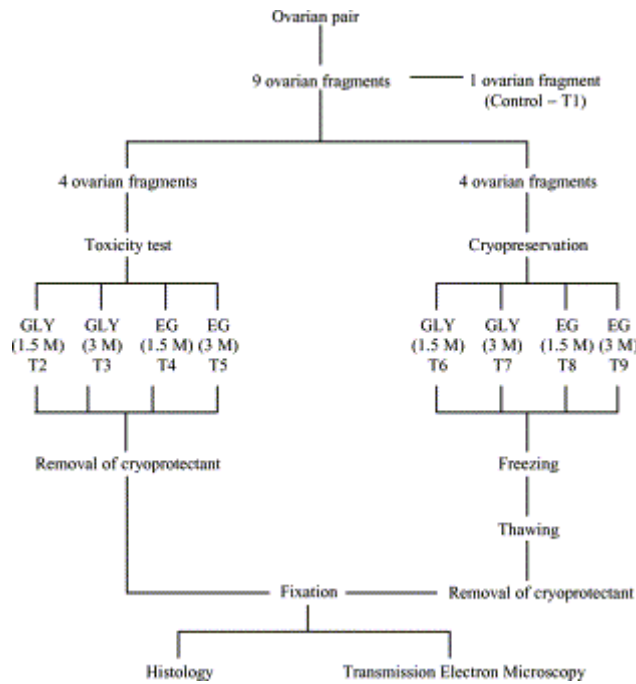 Ovarian pair
9 ovarian fragments
1 ovarian fragment
(Control – T1)
4 ovarian fragments
4 ovarian fragments
Toxicity test
Cryopreservation
GLY GLY EG EG
(1.5 M) (3 M) (1.5 M) (3 M)
T2 T3 T4 T5
GLY GLY EG EG
(1.5 M) (3 M) (1.5 M) (3 M)
T6 T7 T8 T9
Removal of cryoprotectant
Freezing
Thawing
Fixation
Removal of cryoprotectant
Histology
Transmission Electron Microscopy